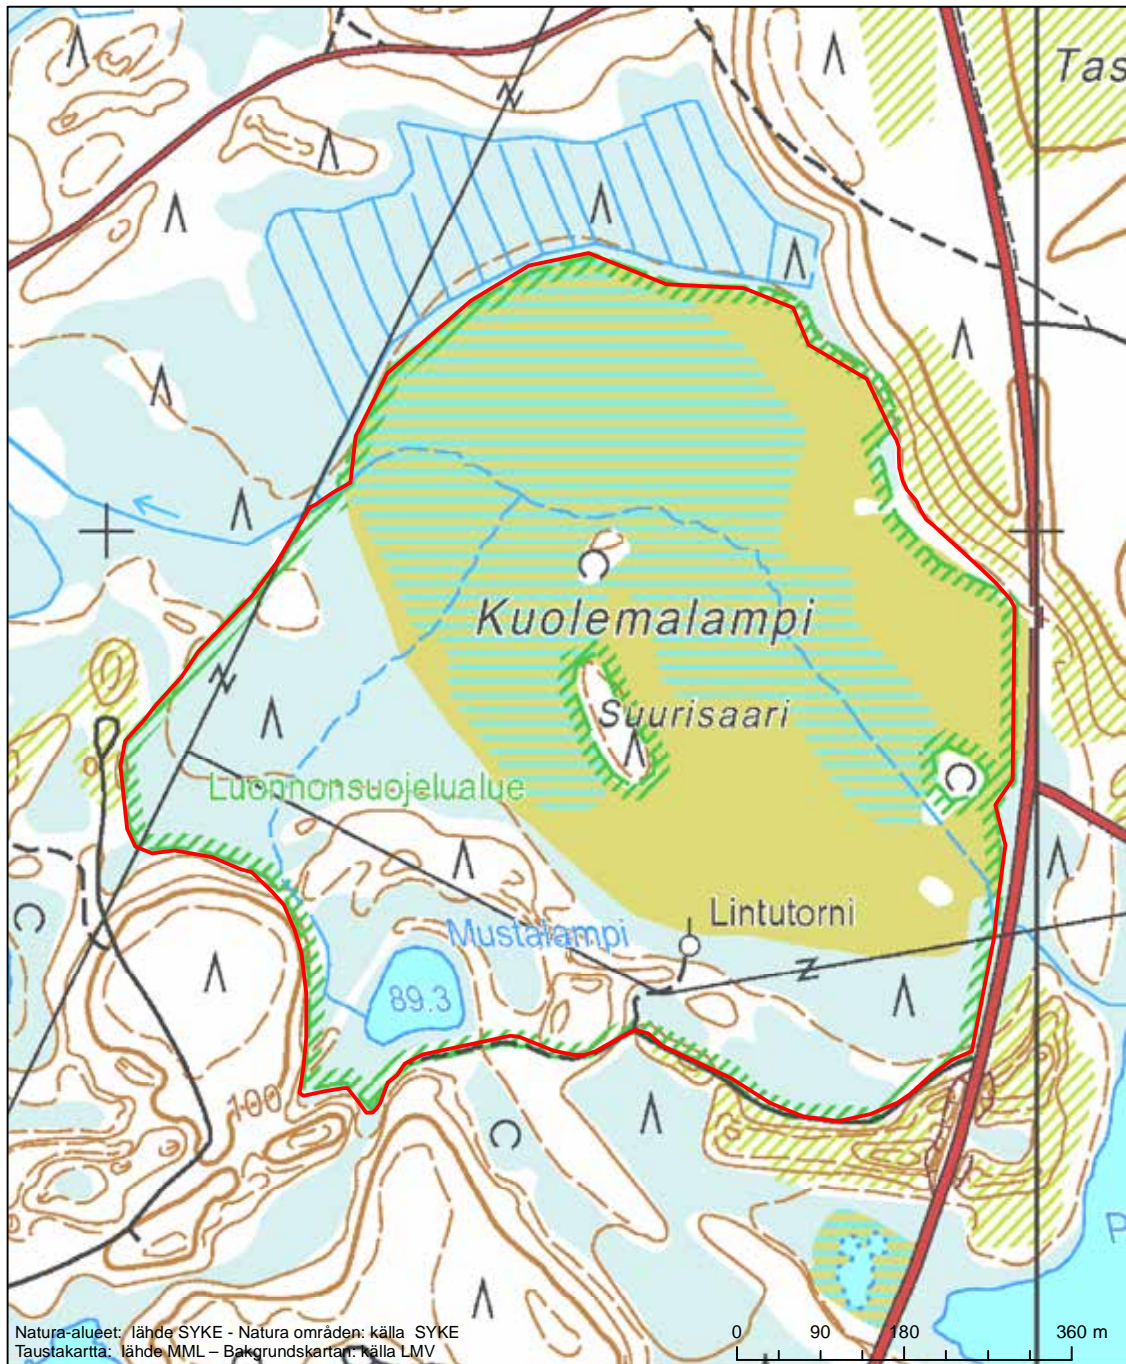 Tas
Kuolemalampi
Suurisaari
Luonnonsuojelualue
Lintutorni
Mustalampi
89.3
100
P
Natura-alueet: lähde SYKE - Natura områden: källa SYKE
Taustakartta: lähde MML – Bakgrundskartan: källa LMV
0 90 180 360 m